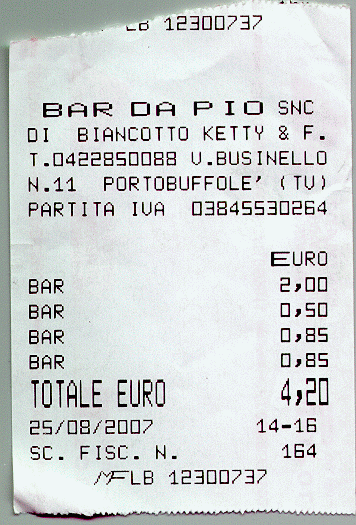 LB 12300737
BAR DA PIO SNC
DI BIANCOTTO KETTY & F.
T.0422850088 V.BUSINELLO
N.11 PORTOBUFFOLE' (TV)
PARTITA IVA 03845530264
EURO
BAR 2,00
BAR 0,50
BAR 0,85
BAR 0,85
TOTALE EURO 4,20
25/08/2007 14-16
SC. FISC. N. 164
MFLB 12300737